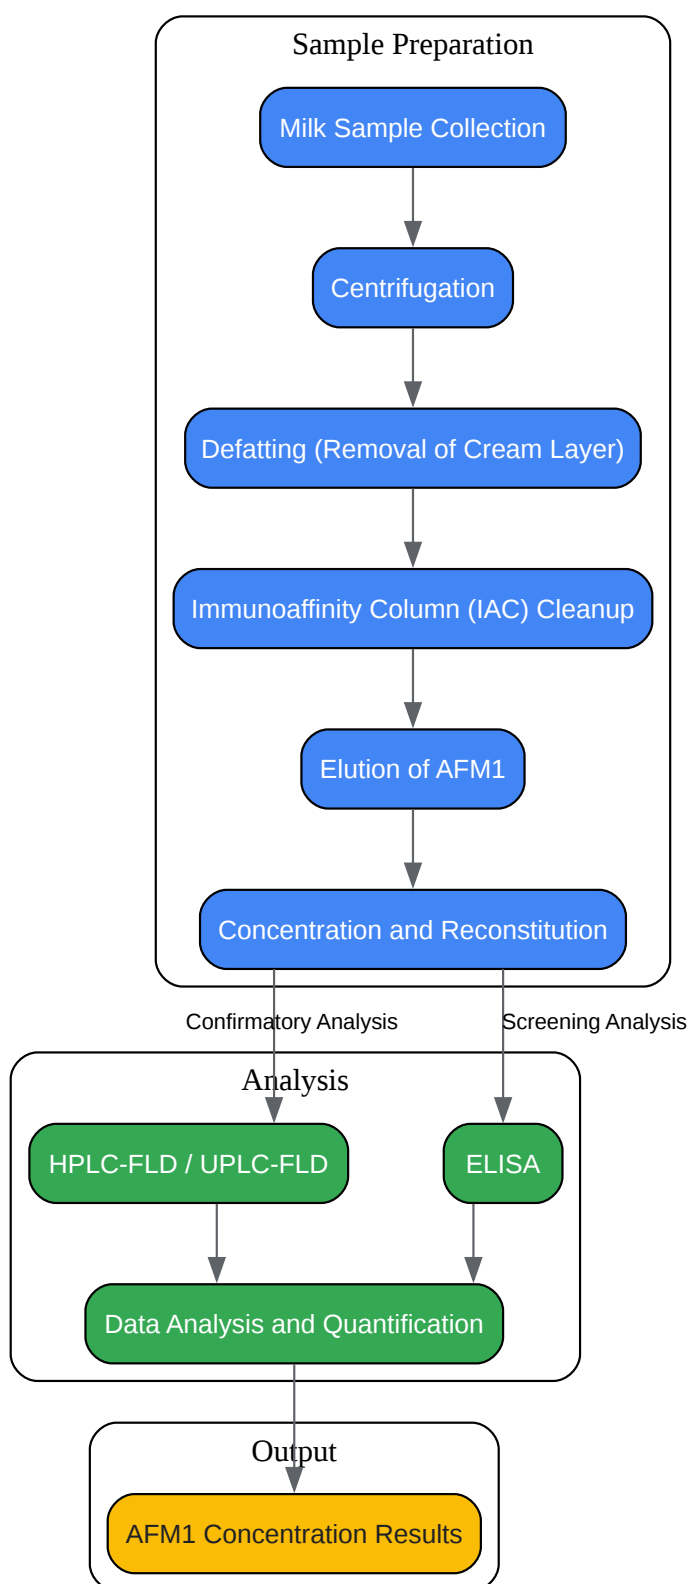 Sample Preparation
Milk Sample Collection
Centrifugation
Defatting (Removal of Cream Layer)
Immunoaffinity Column (IAC) Cleanup
Elution of AFM1
Concentration and Reconstitution
Confirmatory Analysis
Screening Analysis
Analysis
HPLC-FLD / UPLC-FLD
ELISA
Data Analysis and Quantification
Output
AFM1 Concentration Results